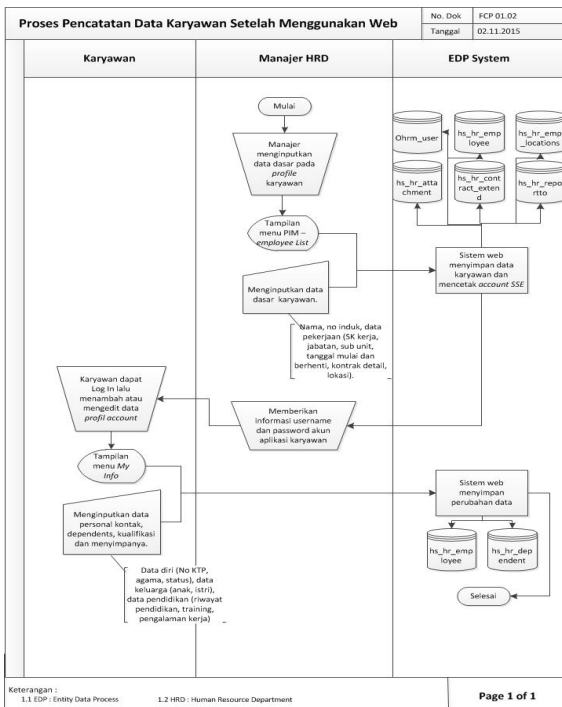 Proses Pencatatan Data Karyawan Setelah Menggunakan Web
No. Dok
FCP 01.02
Tanggal
02.11.2015
Karyawan
Manajer HRD
EDP System
Mulai
Manajer
menginputkan
data dasar pada
profile
karyawan
Tampilan
menu PIM –
employee List
Menginputkan data
dasar karyawan.
Nama, no induk, data
pekerjaan (SK kerja,
jabatan, sub unit,
tanggal mulai dan
berhenti, kontrak detail,
lokasi).
Ohrm_user
hs_hr_emp
loyee
hs_hr_emp
_locations
hs_hr_atta
chment
hs_hr_cont
ract_exten
d
hs_hr_repo
rtto
Sistem web
menyimpan data
karyawan dan
mencetak account SSE
Memberikan
informasi username
dan password akun
aplikasi karyawan
Karyawan dapat
Log In lalu
menambah atau
mengedit data
profil account
Tampilan
menu My
Info
Menginputkan data
personal kontak,
dependents, kualifikasi
dan menyimpanya.
Data diri (No KTP,
agama, status), data
keluarga (anak, istri),
data pendidikan (riwayat
pendidikan, training,
pengalaman kerja)
Sistem web
menyimpan
perubahan data
hs_hr_emp
loyee
hs_hr_dep
endent
Selesai
Keterangan :
1.1 EDP : Entity Data Process
1.2 HRD : Human Resource Department
Page 1 of 1